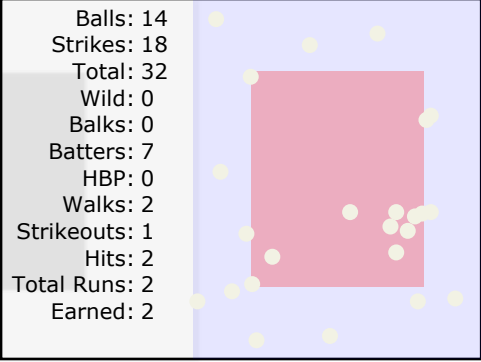 Balls: 14
Strikes: 18
Total: 32
Wild: 0
Balks: 0
Batters: 7
HBP: 0
Walks: 2
Strikeouts: 1
Hits: 2
Total Runs: 2
Earned: 2